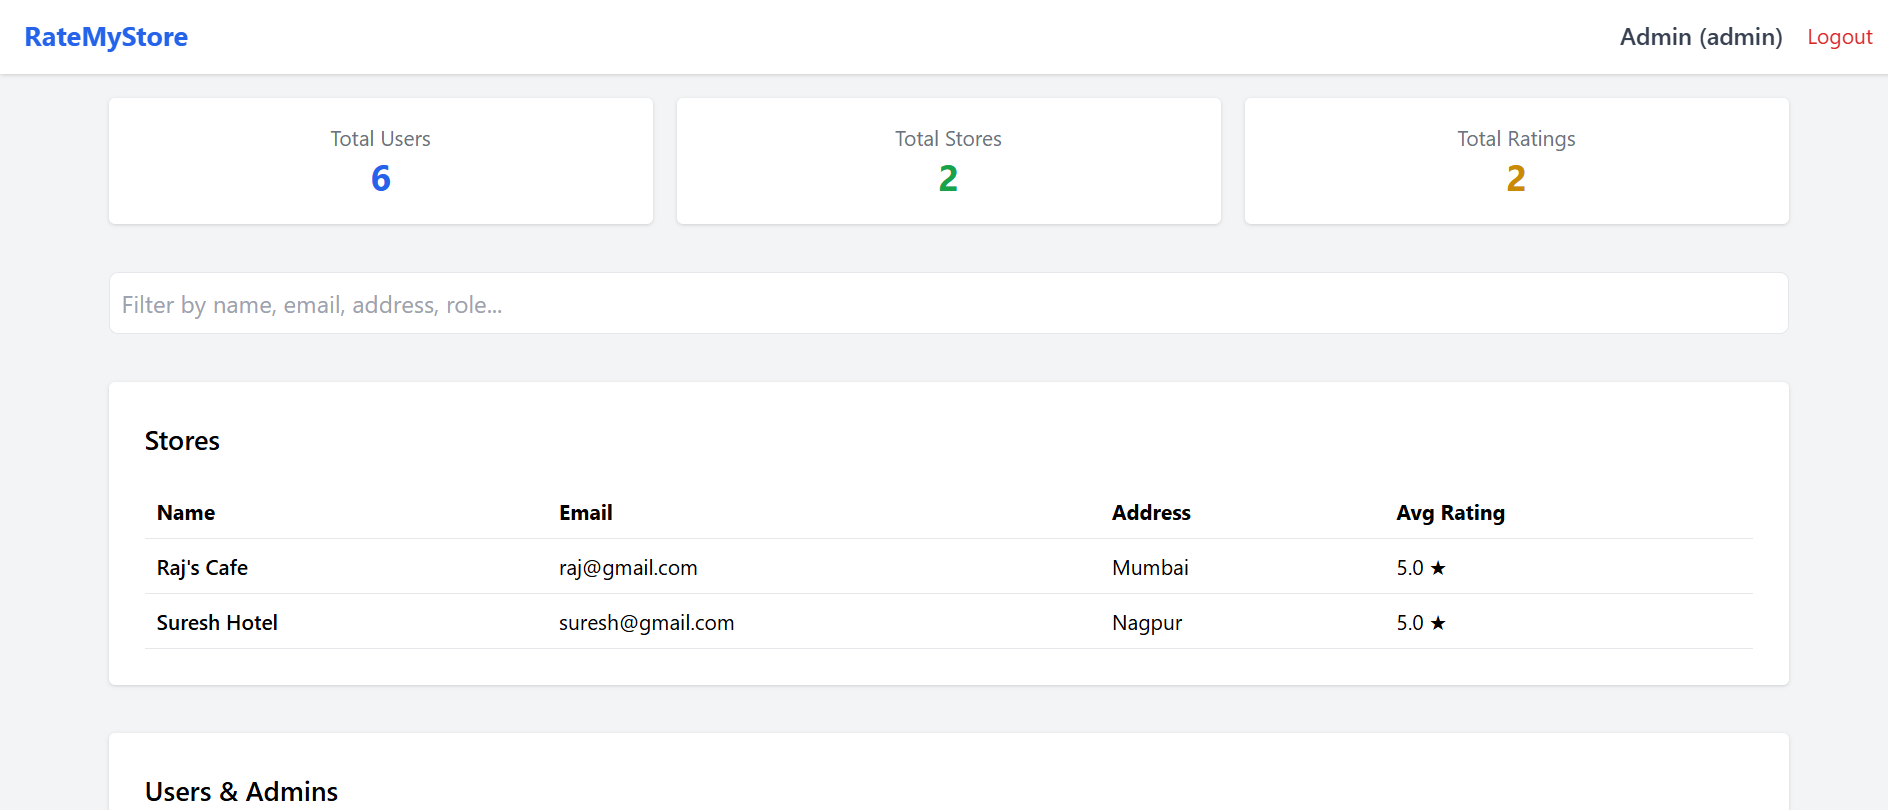 RateMyStore Admin (admin) Logout
Total Users Total Stores Total Ratings
6 2 2
Filter by name, email, address, role...
Stores
Name Email Address Avg Rating
Raj's Cafe raj@gmail.com Mumbai 5.0 ★
Suresh Hotel suresh@gmail.com Nagpur 5.0 ★
Users & Admins